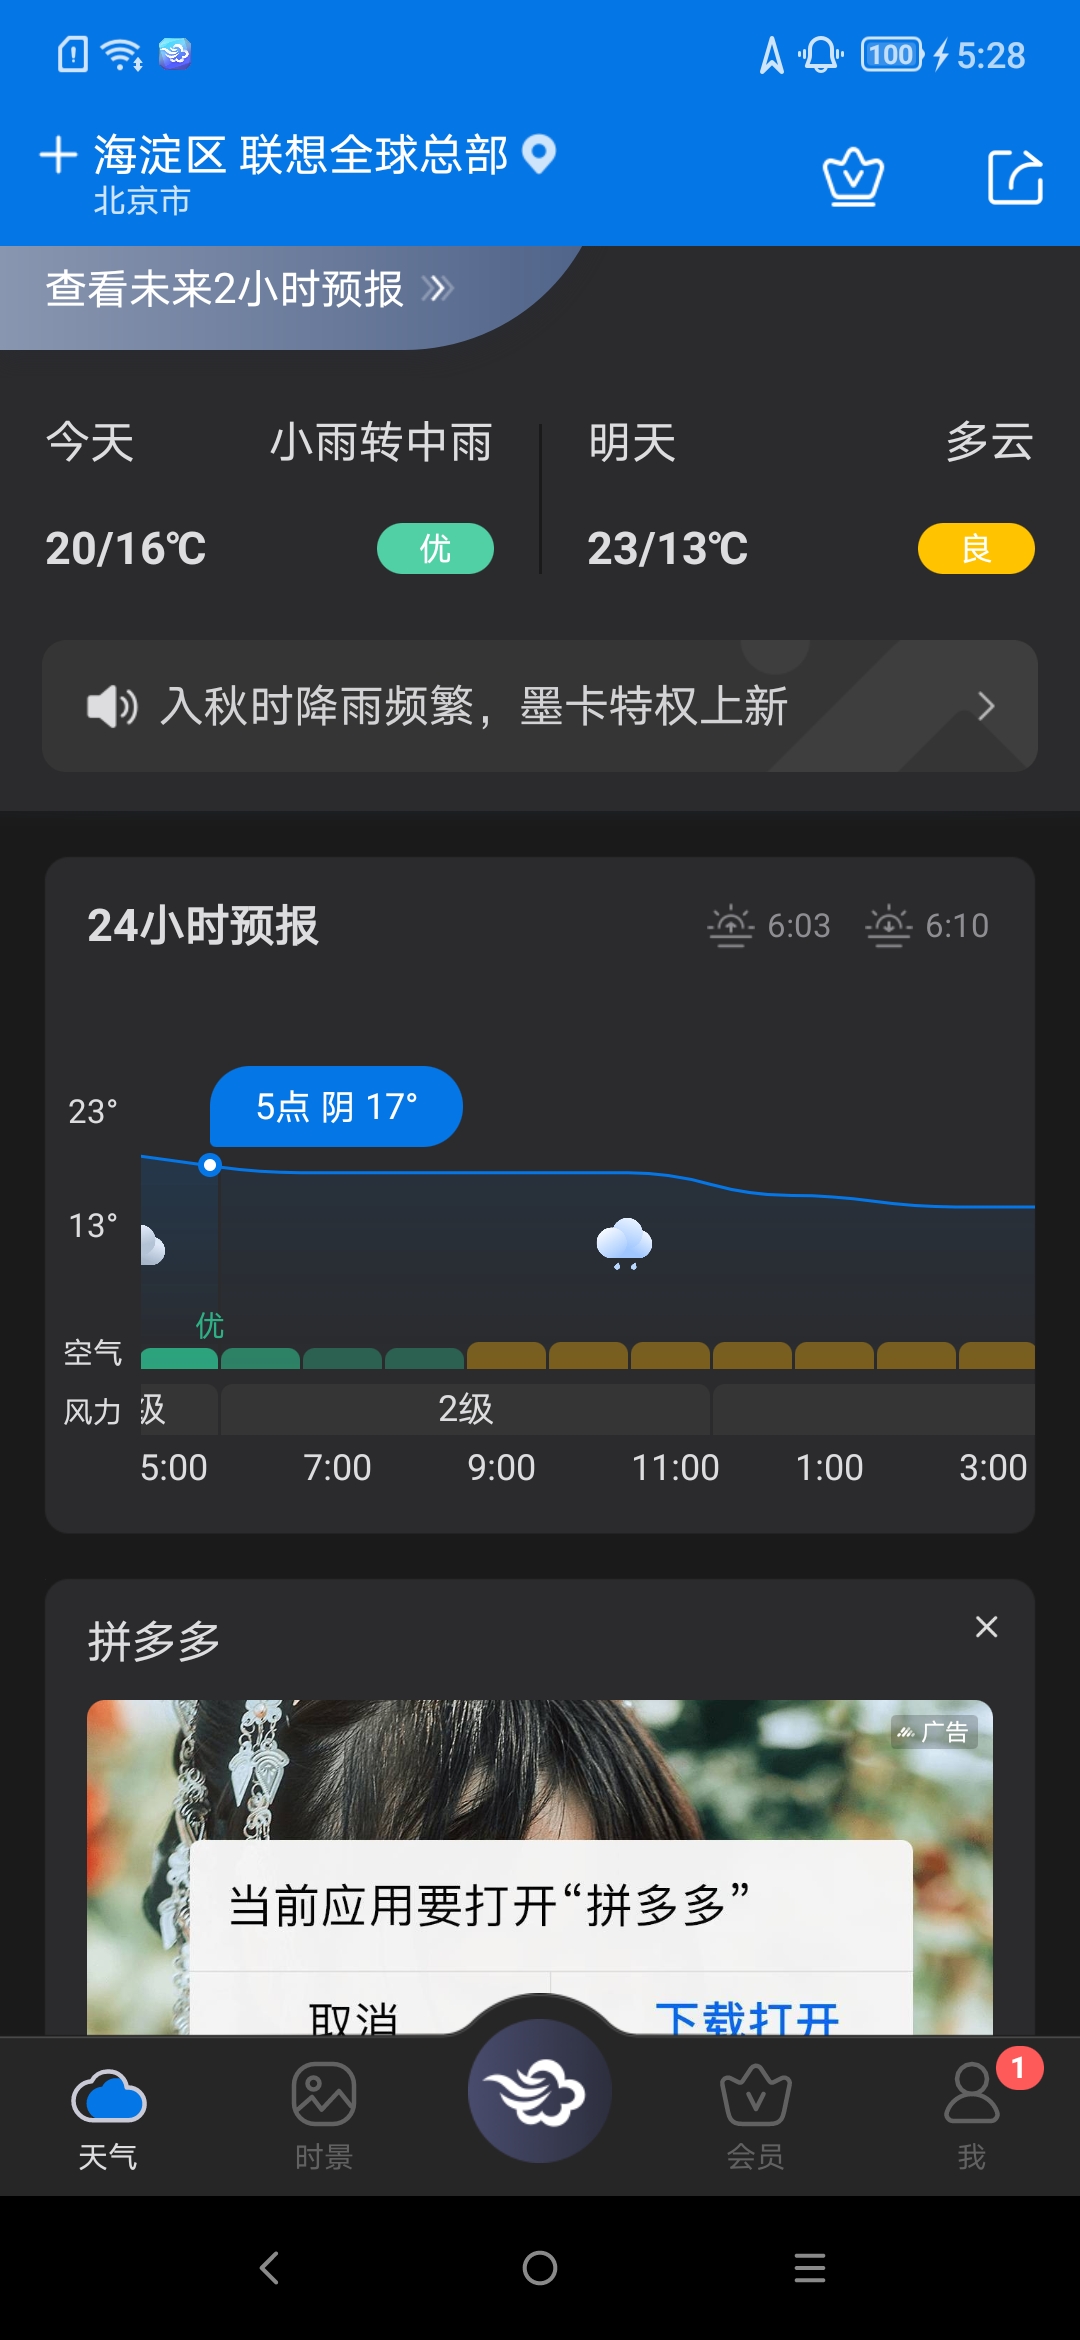 100 5:28
海淀区 联想全球总部
北京市
查看未来2小时预报
今天 小雨转中雨 明天 多云
20/16℃ 优 23/13℃ 良
入秋时降雨频繁，墨卡特权上新
24小时预报 6:03 6:10
23°
5点 阴 17°
13°
优
空气
风力 级 2级
5:00 7:00 9:00 11:00 1:00 3:00
拼多多
广告
当前应用要打开“拼多多”
取消 下载打开
1
天气 时景 会员 我